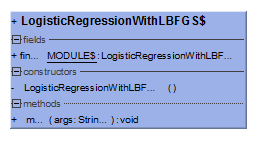 + LogisticRegressionWithLBFGS$
fields
+ fin... MODULE$ : LogisticRegressionWithLBF...
constructors
- LogisticRegressionWithLBF... ( )
methods
+ m... ( args: Strin... ) : void